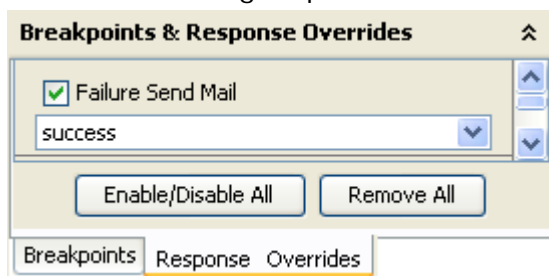 Breakpoints & Response Overrides
Failure Send Mail
success
Enable/Disable All Remove All
Breakpoints Response Overrides